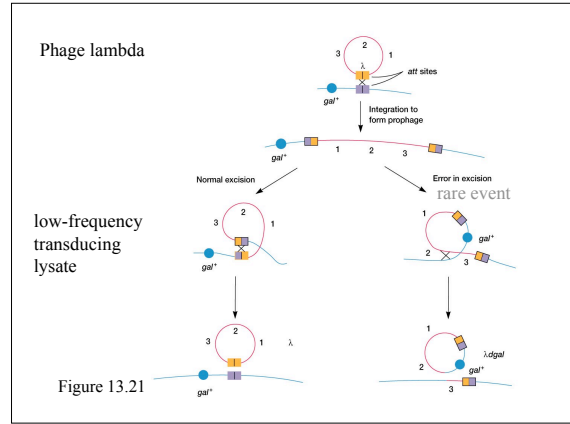 Phage lambda
3 2 1
λ
att sites
gal+
Integration to
form prophage
gal+
1 2 3
Normal excision
Error in excision
rare event
low-frequency
transducing
lysate
3 2 1
gal+
1
gal+
2 3
3 2 1
λ
gal+
1
λdgal
2
gal+
3
Figure 13.21